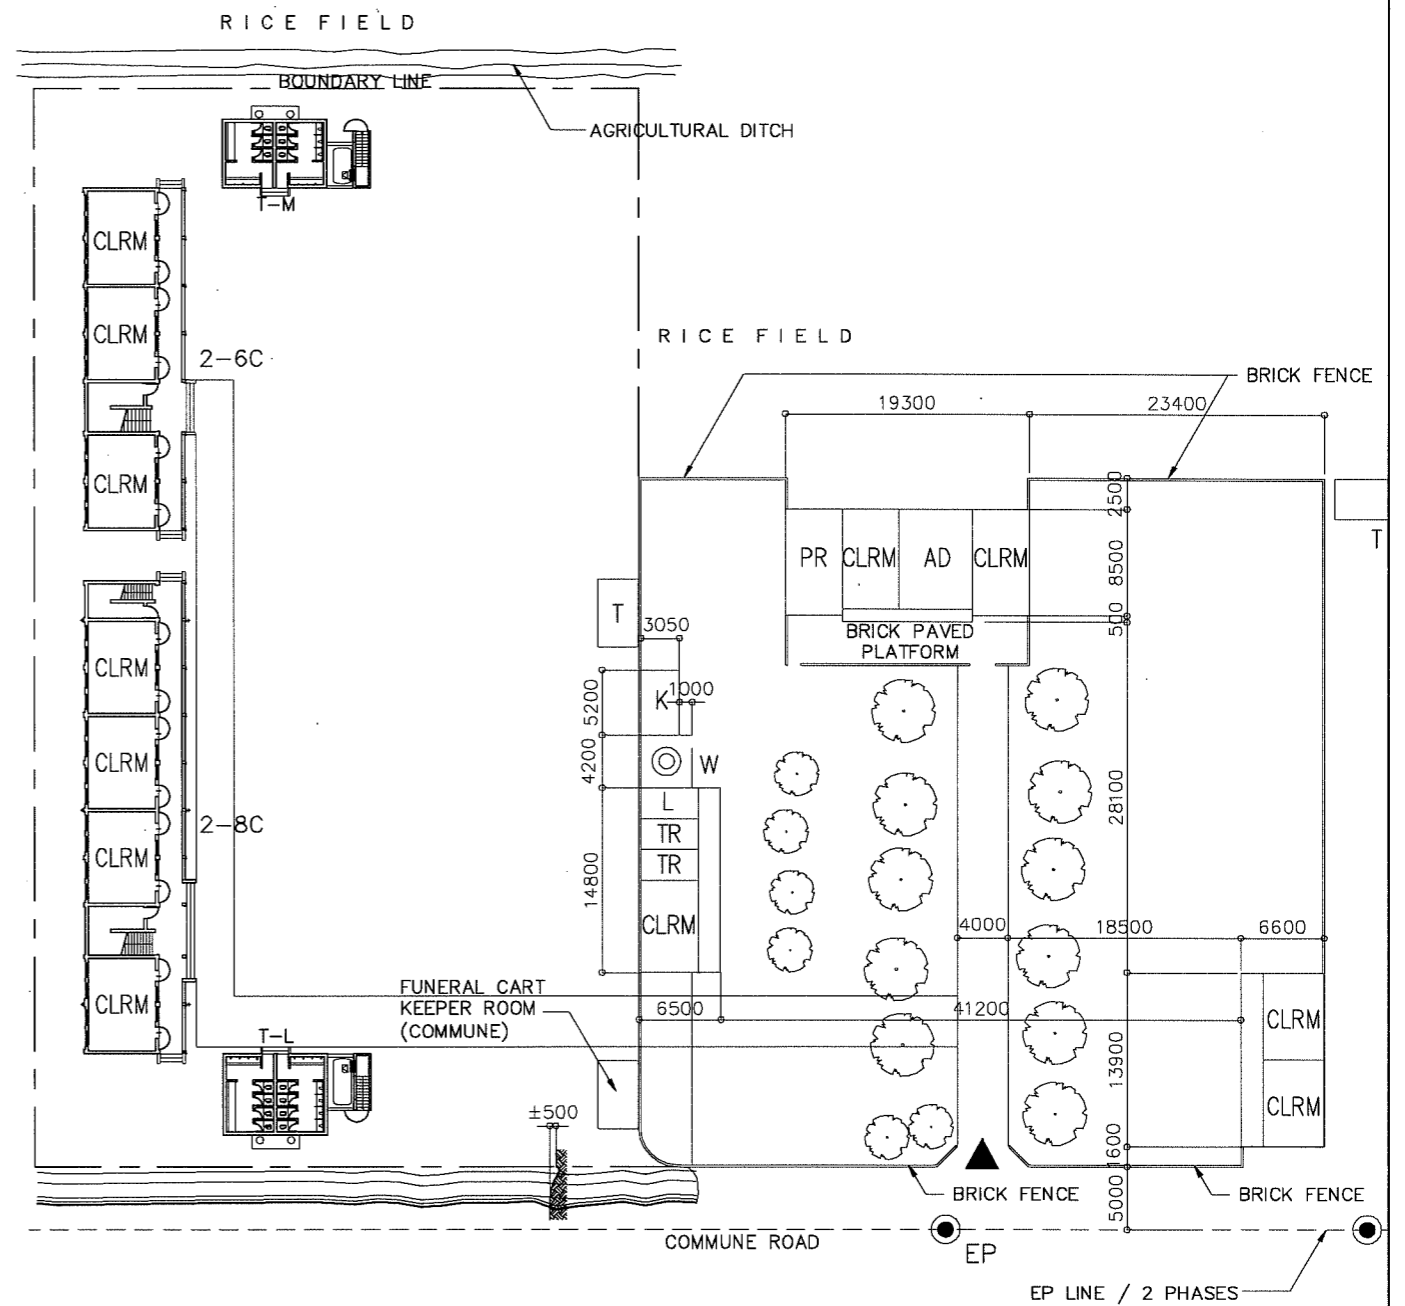 RICE FIELD
BOUNDARY LINE
AGRICULTURAL DITCH
T-M
CLRM
CLRM
2-6C
CLRM
RICE FIELD
BRICK FENCE
19300
23400
2500
8500
500
PR
CLRM
AD
CLRM
T
BRICK PAVED
PLATFORM
T
3050
K
1000
5200
4200
W
L
TR
TR
14800
CLRM
CLRM
CLRM
2-8C
CLRM
CLRM
28100
4000
18500
6600
FUNERAL CART
KEEPER ROOM
(COMMUNE)
6500
41200
CLRM
13900
CLRM
T-L
±500
1600
5000
BRICK FENCE
BRICK FENCE
COMMUNE ROAD
EP
EP LINE / 2 PHASES